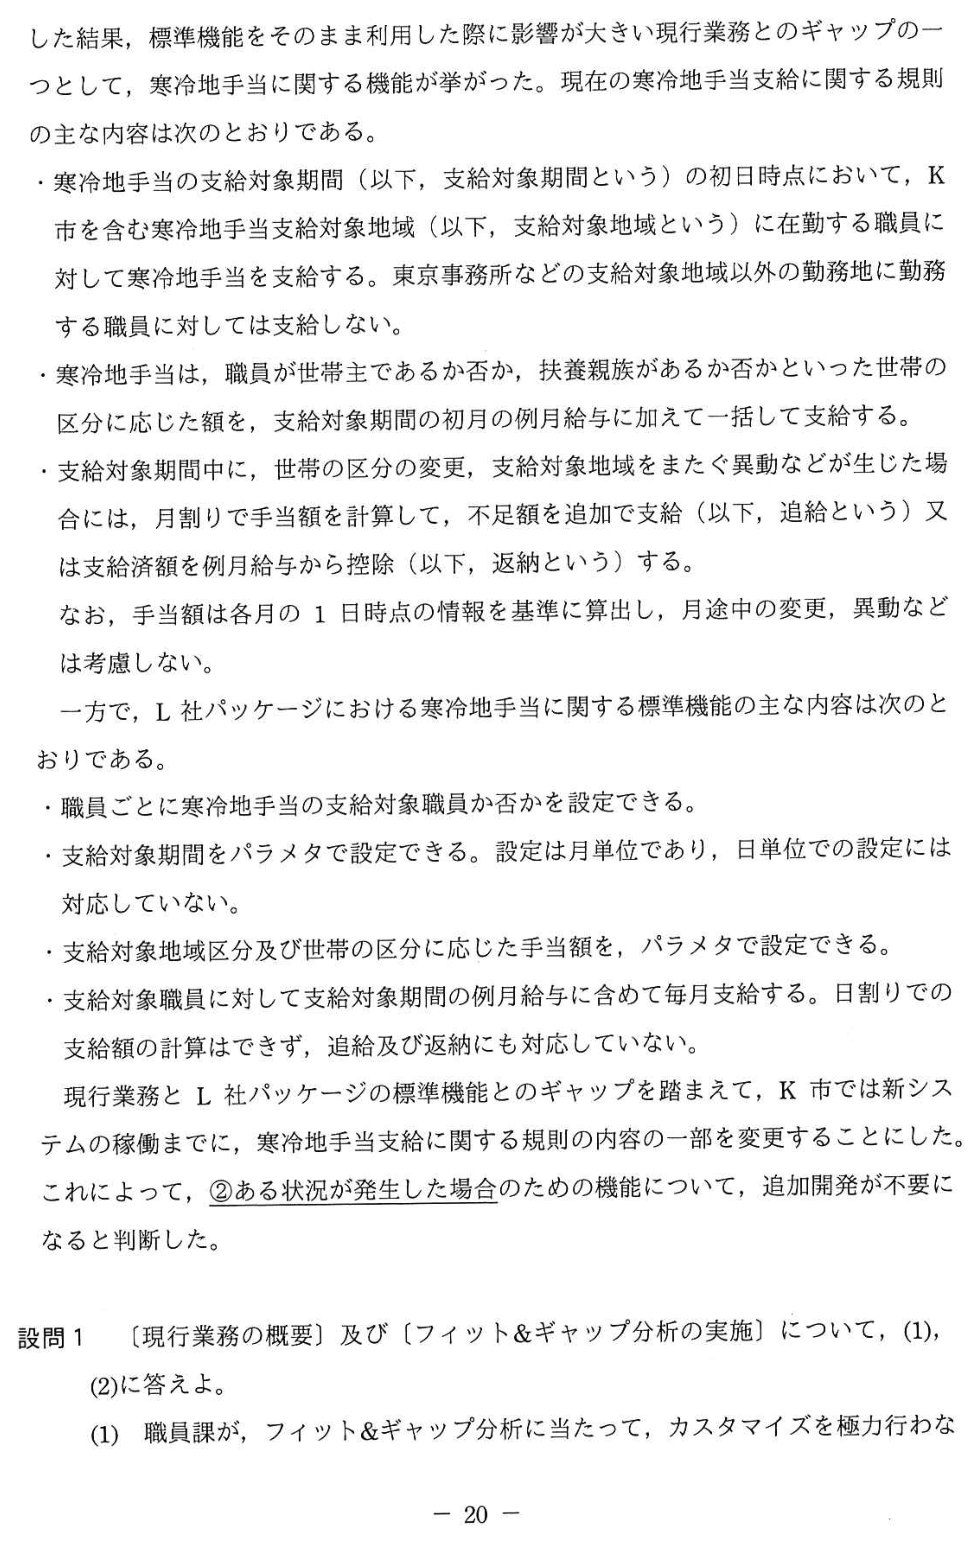 した結果，標準機能をそのまま利用した際に影響が大きい現行業務とのギャップの一
つとして，寒冷地手当に関する機能が挙がった。現在の寒冷地手当支給に関する規則
の主な内容は次のとおりである。
・寒冷地手当の支給対象期間（以下，支給対象期間という）の初日時点において，K
市を含む寒冷地手当支給対象地域（以下，支給対象地域という）に在勤する職員に
対して寒冷地手当を支給する。東京事務所などの支給対象地域以外の勤務地に勤務
する職員に対しては支給しない。
・寒冷地手当は，職員が世帯主であるか否か，扶養親族があるか否かといった世帯の
区分に応じた額を，支給対象期間の初月の例月給与に加えて一括して支給する。
・支給対象期間中に，世帯の区分の変更，支給対象地域をまたぐ異動などが生じた場
合には，月割りで手当額を計算して，不足額を追加で支給（以下，追給という）又
は支給済額を例月給与から控除（以下，返納という）する。
なお，手当額は各月の 1 日時点の情報を基準に算出し，月途中の変更，異動など
は考慮しない。
一方で，L 社パッケージにおける寒冷地手当に関する標準機能の主な内容は次のと
おりである。
・職員ごとに寒冷地手当の支給対象職員か否かを設定できる。
・支給対象期間をパラメタで設定できる。設定は月単位であり，日単位での設定には
対応していない。
・支給対象地域区分及び世帯の区分に応じた手当額を，パラメタで設定できる。
・支給対象職員に対して支給対象期間の例月給与に含めて毎月支給する。日割りでの
支給額の計算はできず，追給及び返納にも対応していない。
現行業務と L 社パッケージの標準機能とのギャップを踏まえて，K 市では新シス
テムの稼働までに，寒冷地手当支給に関する規則の内容の一部を変更することにした。
これによって，②ある状況が発生した場合のための機能について，追加開発が不要に
なると判断した。
設問1 〔現行業務の概要〕及び〔フィット&ギャップ分析の実施〕について，(1)，
(2)に答えよ。
(1) 職員課が，フィット&ギャップ分析に当たって，カスタマイズを極力行わな
－ 20 －